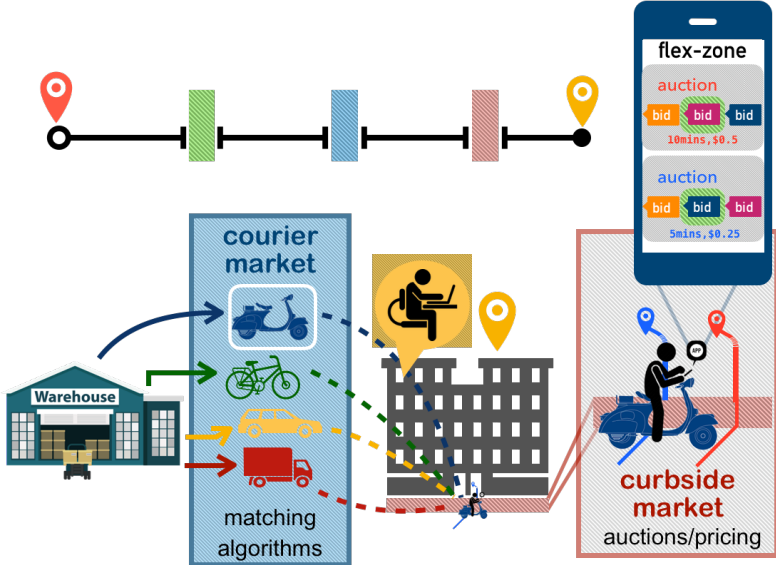 flex-zone
auction
bid bid bid
10mins,$0.5
auction
bid bid bid
5mins,$0.25
courier
market
Warehouse
matching
algorithms
APP
curbside
market
auctions/pricing